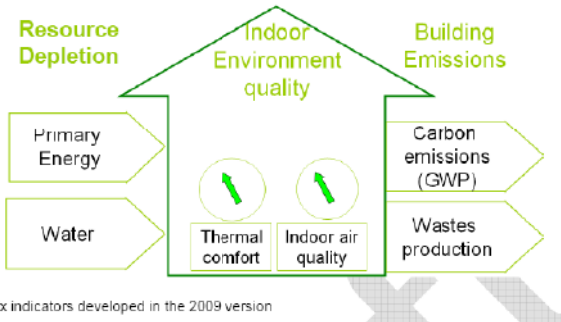 Resource
Depletion
Indoor
Environment
quality
Building
Emissions
Primary
Energy
Water
Thermal
comfort
Indoor air
quality
Carbon
emissions
(GWP)
Wastes
production
x indicators developed in the 2009 version